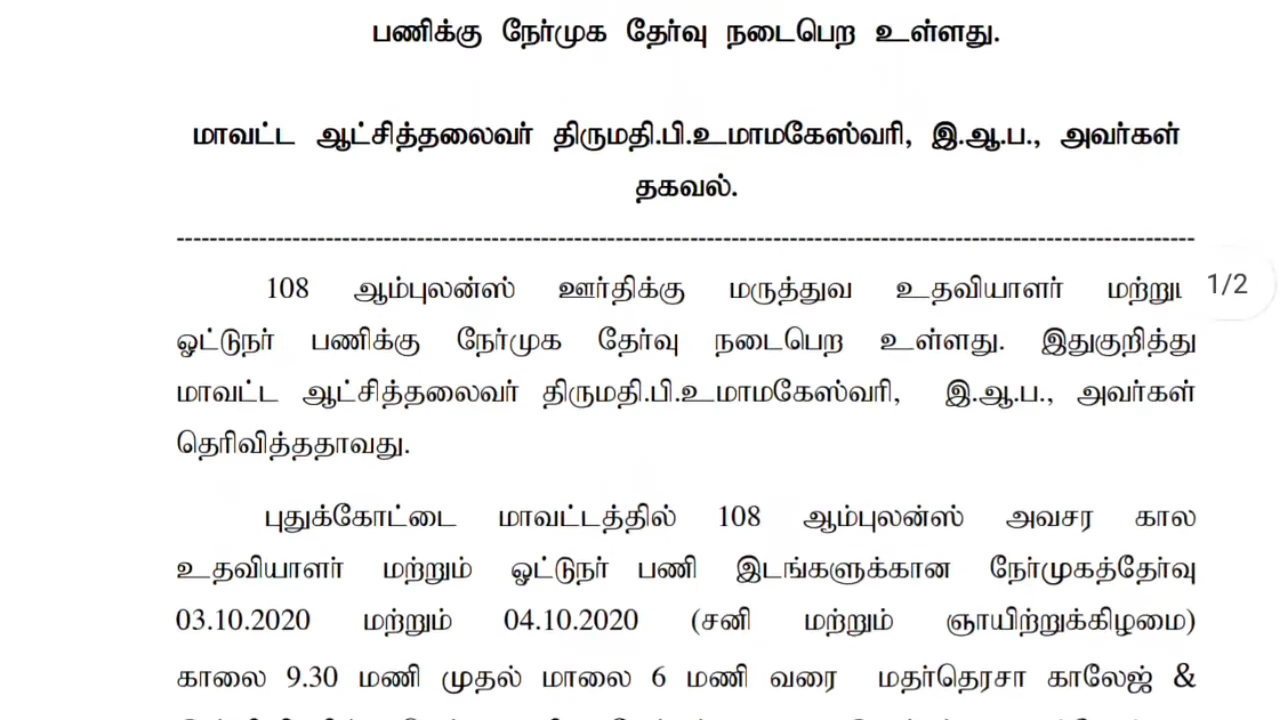 பணிக்கு நேர்முக தேர்வு நடைபெற உள்ளது.
மாவட்ட ஆட்சித்தலைவர் திருமதி.பி.உமாமகேஸ்வரி, இ.ஆ.ப., அவர்கள்
தகவல்.
108 ஆம்புலன்ஸ் ஊர்திக்கு மருத்துவ உதவியாளர் மற்றும்
1/2
ஓட்டுநர் பணிக்கு நேர்முக தேர்வு நடைபெற உள்ளது. இதுகுறித்து
மாவட்ட ஆட்சித்தலைவர் திருமதி.பி.உமாமகேஸ்வரி, இ.ஆ.ப., அவர்கள்
தெரிவித்ததாவது.
புதுக்கோட்டை மாவட்டத்தில் 108 ஆம்புலன்ஸ் அவசர கால
உதவியாளர் மற்றும் ஓட்டுநர் பணி இடங்களுக்கான நேர்முகத்தேர்வு
03.10.2020 மற்றும் 04.10.2020 (சனி மற்றும் ஞாயிற்றுக்கிழமை)
காலை 9.30 மணி முதல் மாலை 6 மணி வரை மதர்தெரசா காலேஜ் &